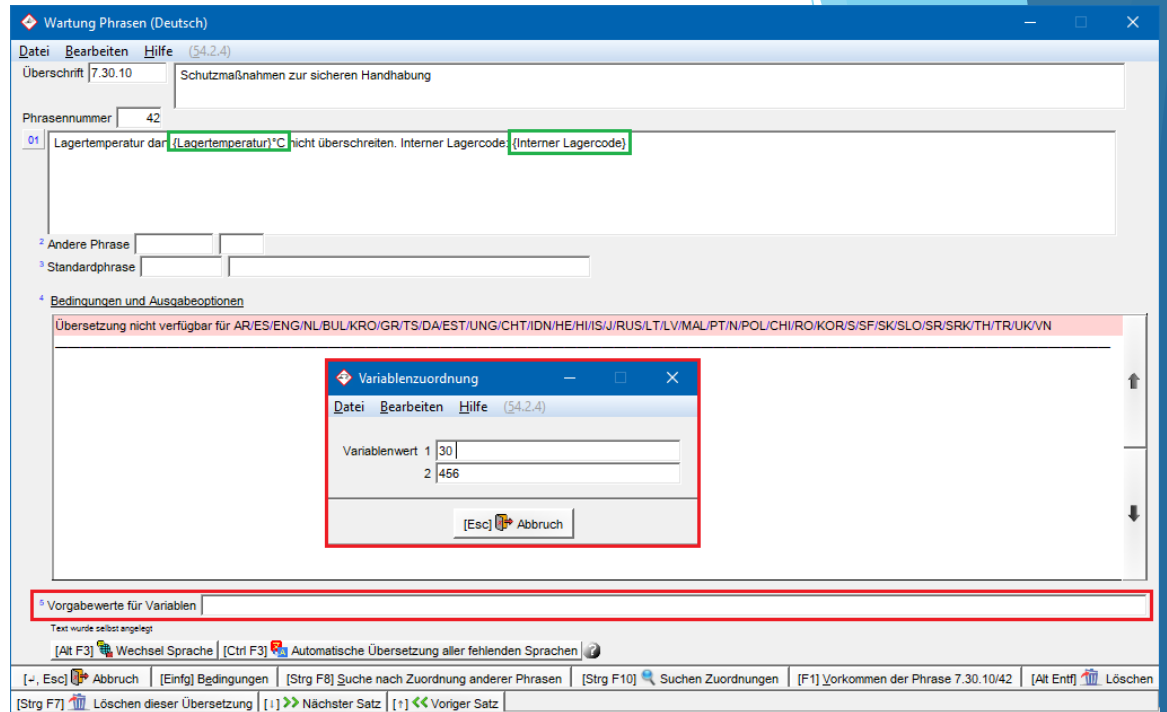 Wartung Phrasen (Deutsch)
Datei Bearbeiten Hilfe (54.2.4)
Überschrift 7.30.10 Schutzmaßnahmen zur sicheren Handhabung
Phrasennummer 42
01 Lagertemperatur darf {Lagertemperatur}°C nicht überschreiten. Interner Lagercode: {Interner Lagercode}
2 Andere Phrase
3 Standardphrase
4 Bedingungen und Ausgabeoptionen
Übersetzung nicht verfügbar für AR/ES/ENG/NL/BUL/KRO/GR/TS/DA/EST/UNG/CHT/IDN/HE/HI/IS/J/RUS/LT/LV/MAL/PT/N/POL/CHI/RO/KOR/S/SF/SK/SLO/SR/SRK/TH/TR/UK/VN
Variablenzuordnung
Datei Bearbeiten Hilfe (54.2.4)
Variablenwert 1 30
2 456
[Esc] Abbruch
5 Vorgabewerte für Variablen
Text wurde selbst angelegt
[Alt F3] Wechsel Sprache [Ctrl F3] Automatische Übersetzung aller fehlenden Sprachen ?
[↵, Esc] Abbruch [Einfg] Bedingungen [Strg F8] Suche nach Zuordnung anderer Phrasen [Strg F10] Suchen Zuordnungen [F1] Vorkommen der Phrase 7.30.10/42 [Alt Entf] Löschen
[Strg F7] Löschen dieser Übersetzung [↓] >> Nächster Satz [↑] << Voriger Satz